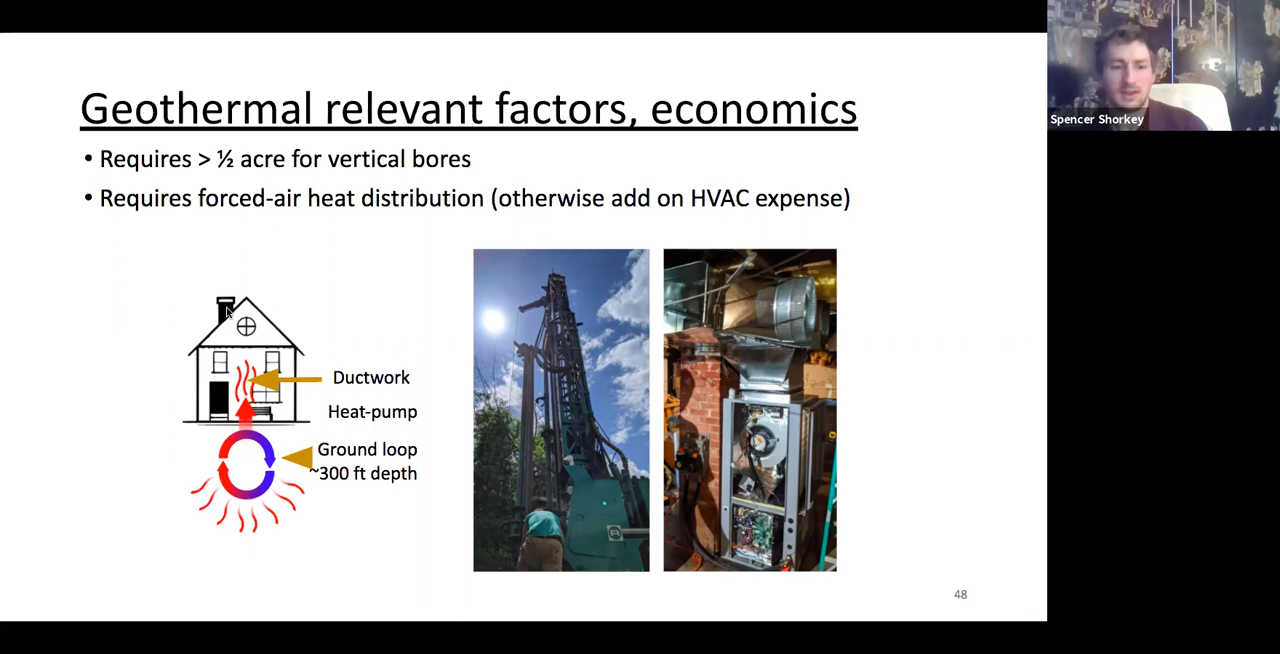 Geothermal relevant factors, economics
• Requires > ½ acre for vertical bores
• Requires forced-air heat distribution (otherwise add on HVAC expense)
Ductwork
Heat-pump
Ground loop
~300 ft depth
48
Spencer Shorkey